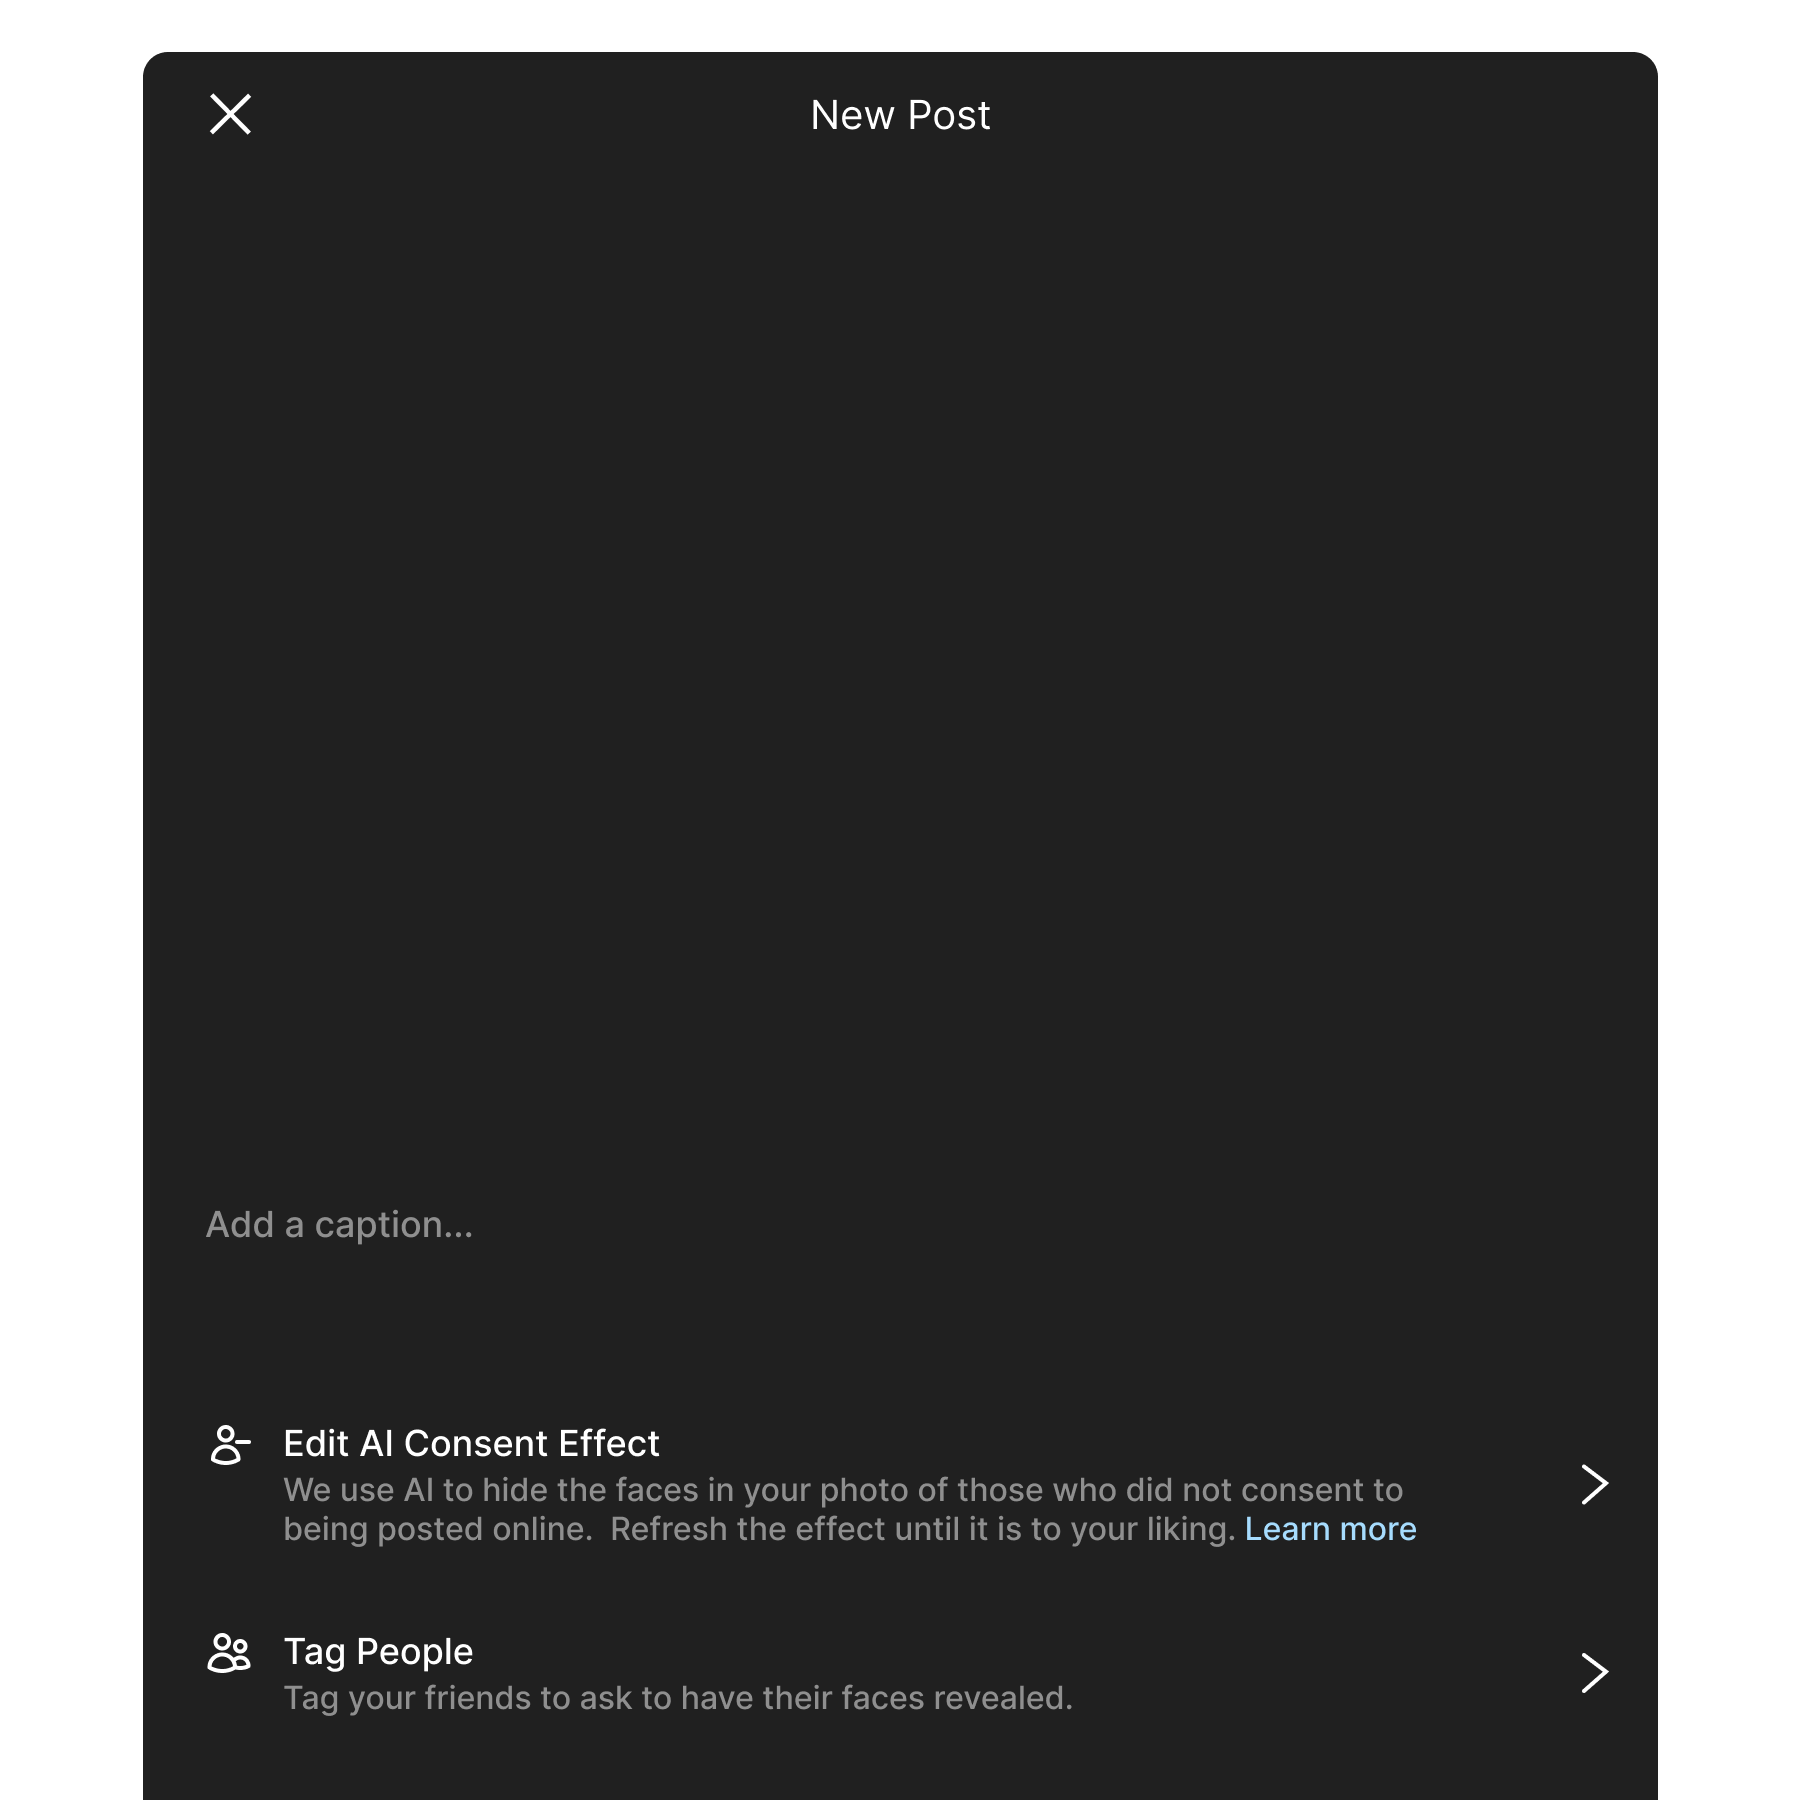 New Post
Add a caption...
Edit AI Consent Effect
We use AI to hide the faces in your photo of those who did not consent to
being posted online.  Refresh the effect until it is to your liking. Learn more
Tag People
Tag your friends to ask to have their faces revealed.